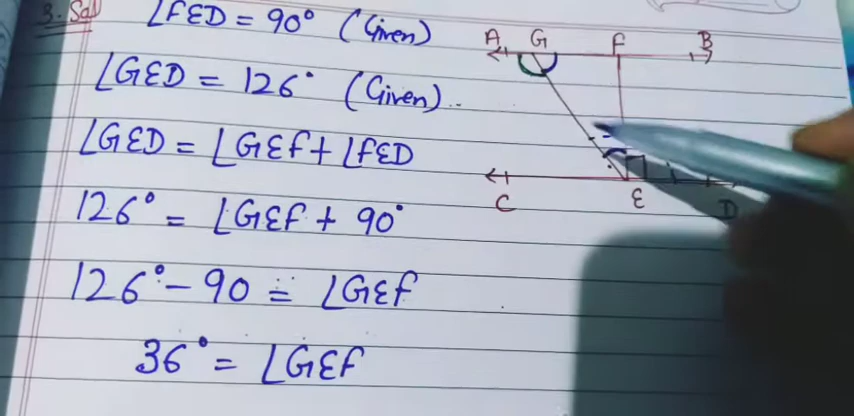 3. Sol
∠FED = 90° (Given)
∠GED = 126° (Given)..
∠GED = ∠GEF + ∠FED
126° = ∠GEF + 90°
126° - 90 = ∠GEF
36° = ∠GEF
A G F B
C E D